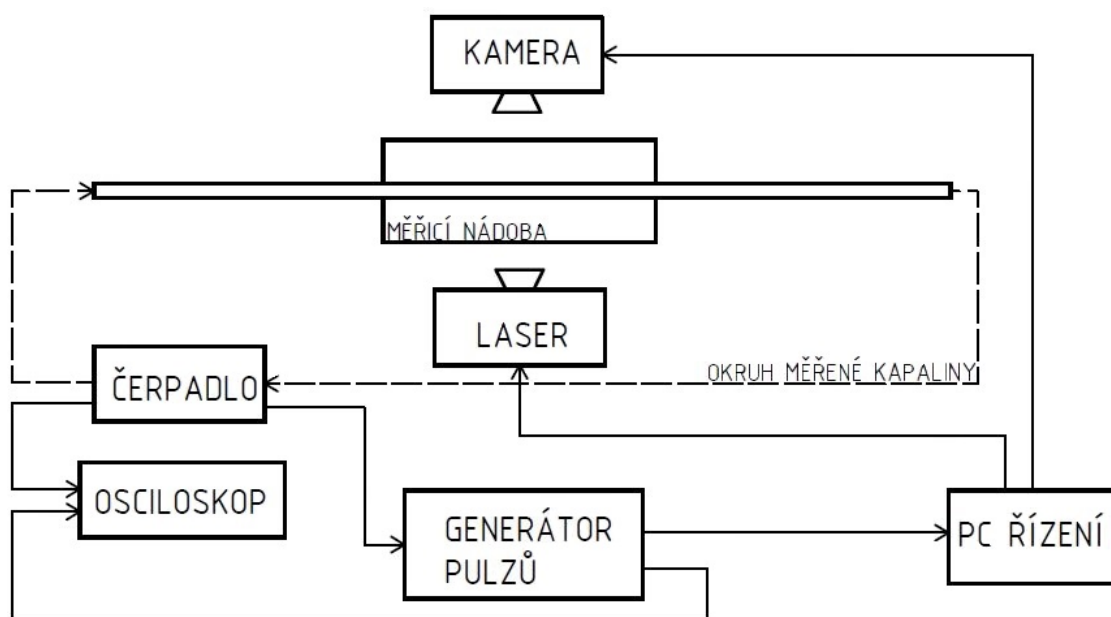 KAMERA
MĚŘICÍ NÁDOBA
LASER
OKRUH MĚŘENÉ KAPALINY
ČERPADLO
OSCILOSKOP
GENERÁTOR
PULZŮ
PC ŘÍZENÍ